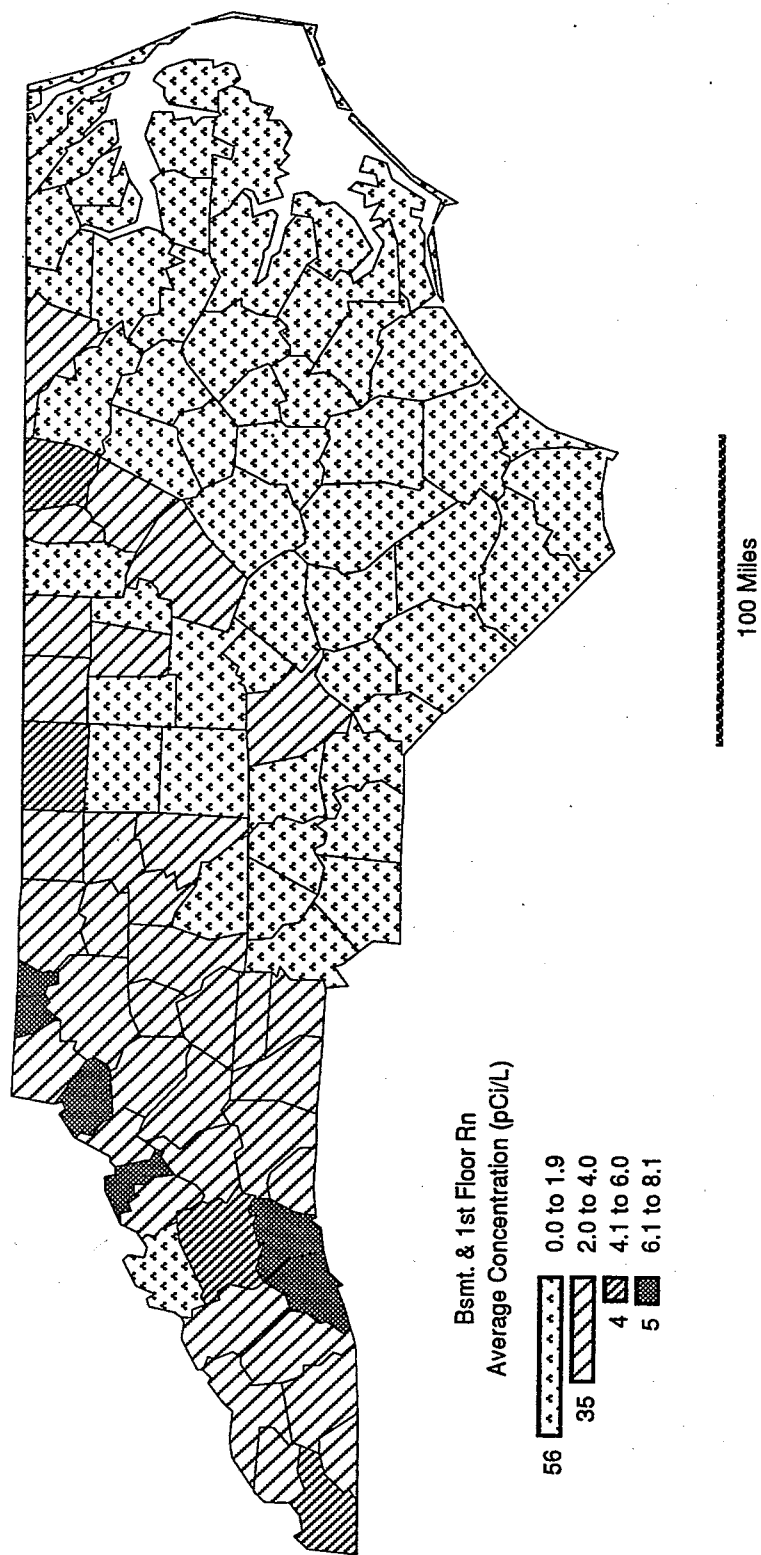 Bsmt. & 1st Floor Rn
Average Concentration (pCi/L)
56 0.0 to 1.9
35 2.0 to 4.0
4 4.1 to 6.0
5 6.1 to 8.1
100 Miles